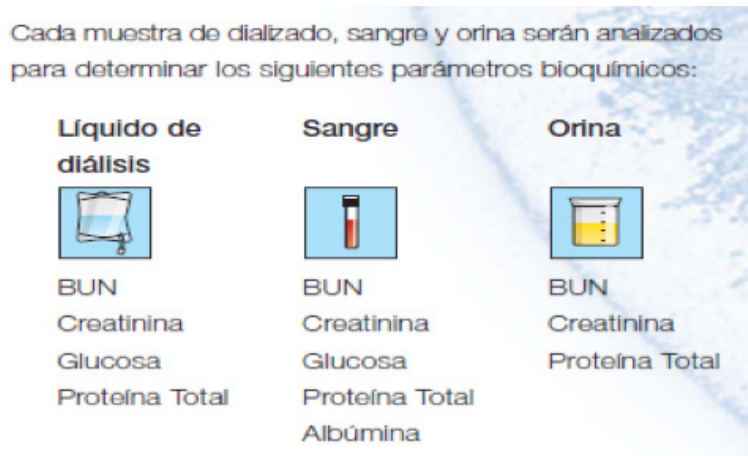 Cada muestra de dializado, sangre y orina serán analizados
para determinar los siguientes parámetros bioquímicos:
Líquido de
diálisis
BUN
Creatinina
Glucosa
Proteína Total
Sangre
BUN
Creatinina
Glucosa
Proteína Total
Albúmina
Orina
BUN
Creatinina
Proteína Total